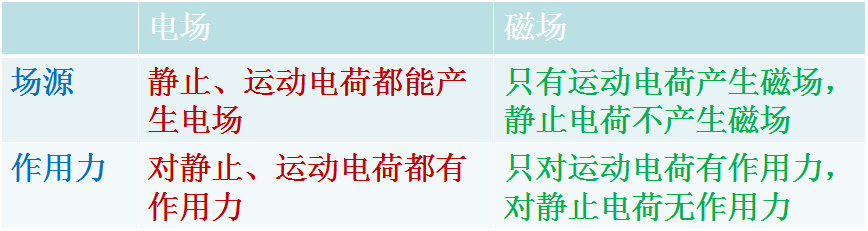 电场 磁场
场源 静止、运动电荷都能产 只有运动电荷产生磁场，
生电场 静止电荷不产生磁场
作用力 对静止、运动电荷都有 只对运动电荷有作用力，
作用力 对静止电荷无作用力